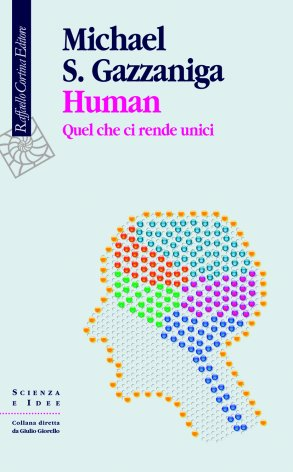 Michael
S. Gazzaniga
Human
Quel che ci rende unici
Raffaello Cortina Editore
SCIENZA
E IDEE
Collana diretta
da Giulio Giorello